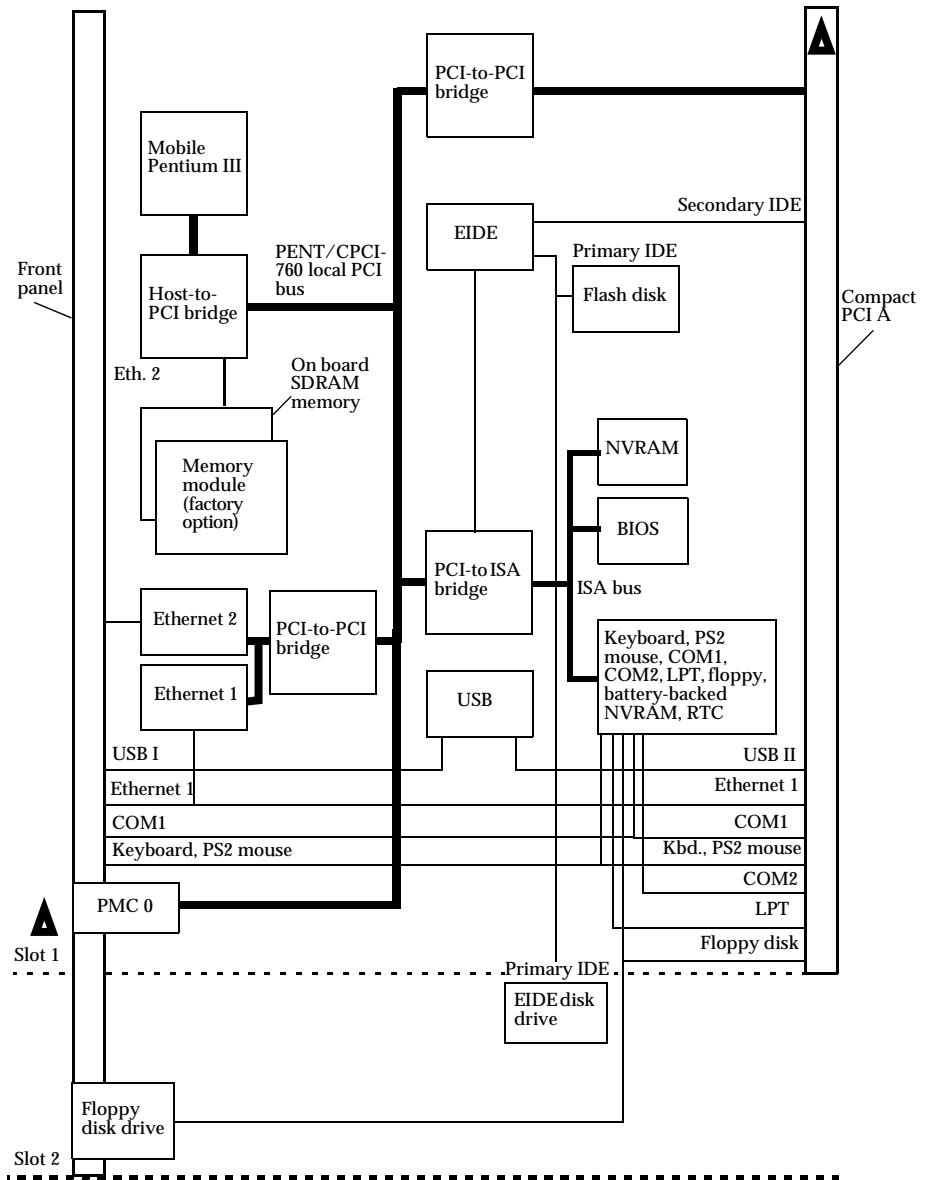 PCI-to-PCI
bridge
Mobile
Pentium III
Secondary IDE
EIDE
Primary IDE
PENT/CPCI-
760 local PCI
bus
Front
panel
Host-to-
PCI bridge
Flash disk
Compact
PCI A
Eth. 2
On board
SDRAM
memory
NVRAM
Memory
module
(factory
option)
BIOS
PCI-to ISA
bridge
ISA bus
Ethernet 2
PCI-to-PCI
bridge
Keyboard, PS2
mouse, COM1,
COM2, LPT, floppy,
battery-backed
NVRAM, RTC
Ethernet 1
USB
USB I
USB II
Ethernet 1
Ethernet 1
COM1
COM1
Keyboard, PS2 mouse
Kbd., PS2 mouse
COM2
PMC 0
LPT
Floppy disk
Slot 1
Primary IDE
EIDE disk
drive
Floppy
disk drive
Slot 2